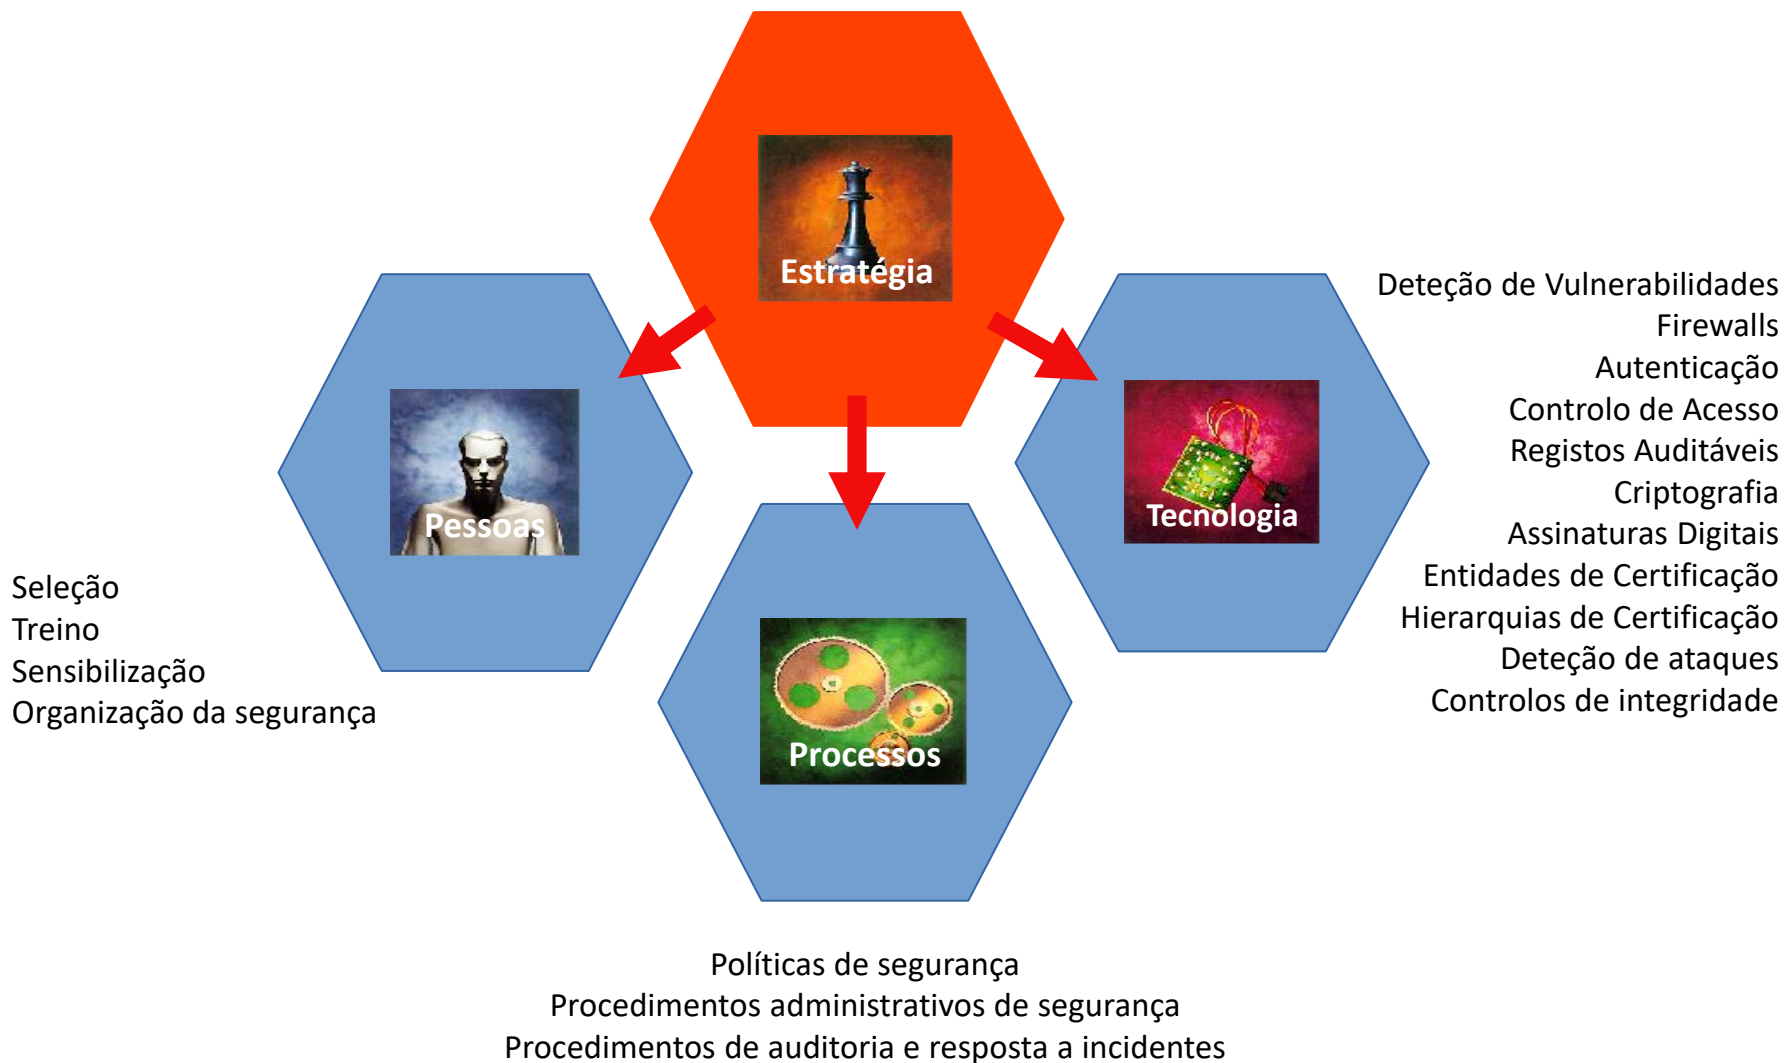 Estratégia
Pessoas
Seleção
Treino
Sensibilização
Organização da segurança
Processos
Políticas de segurança
Procedimentos administrativos de segurança
Procedimentos de auditoria e resposta a incidentes
Tecnologia
Deteção de Vulnerabilidades
Firewalls
Autenticação
Controlo de Acesso
Registos Auditáveis
Criptografia
Assinaturas Digitais
Entidades de Certificação
Hierarquias de Certificação
Deteção de ataques
Controlos de integridade